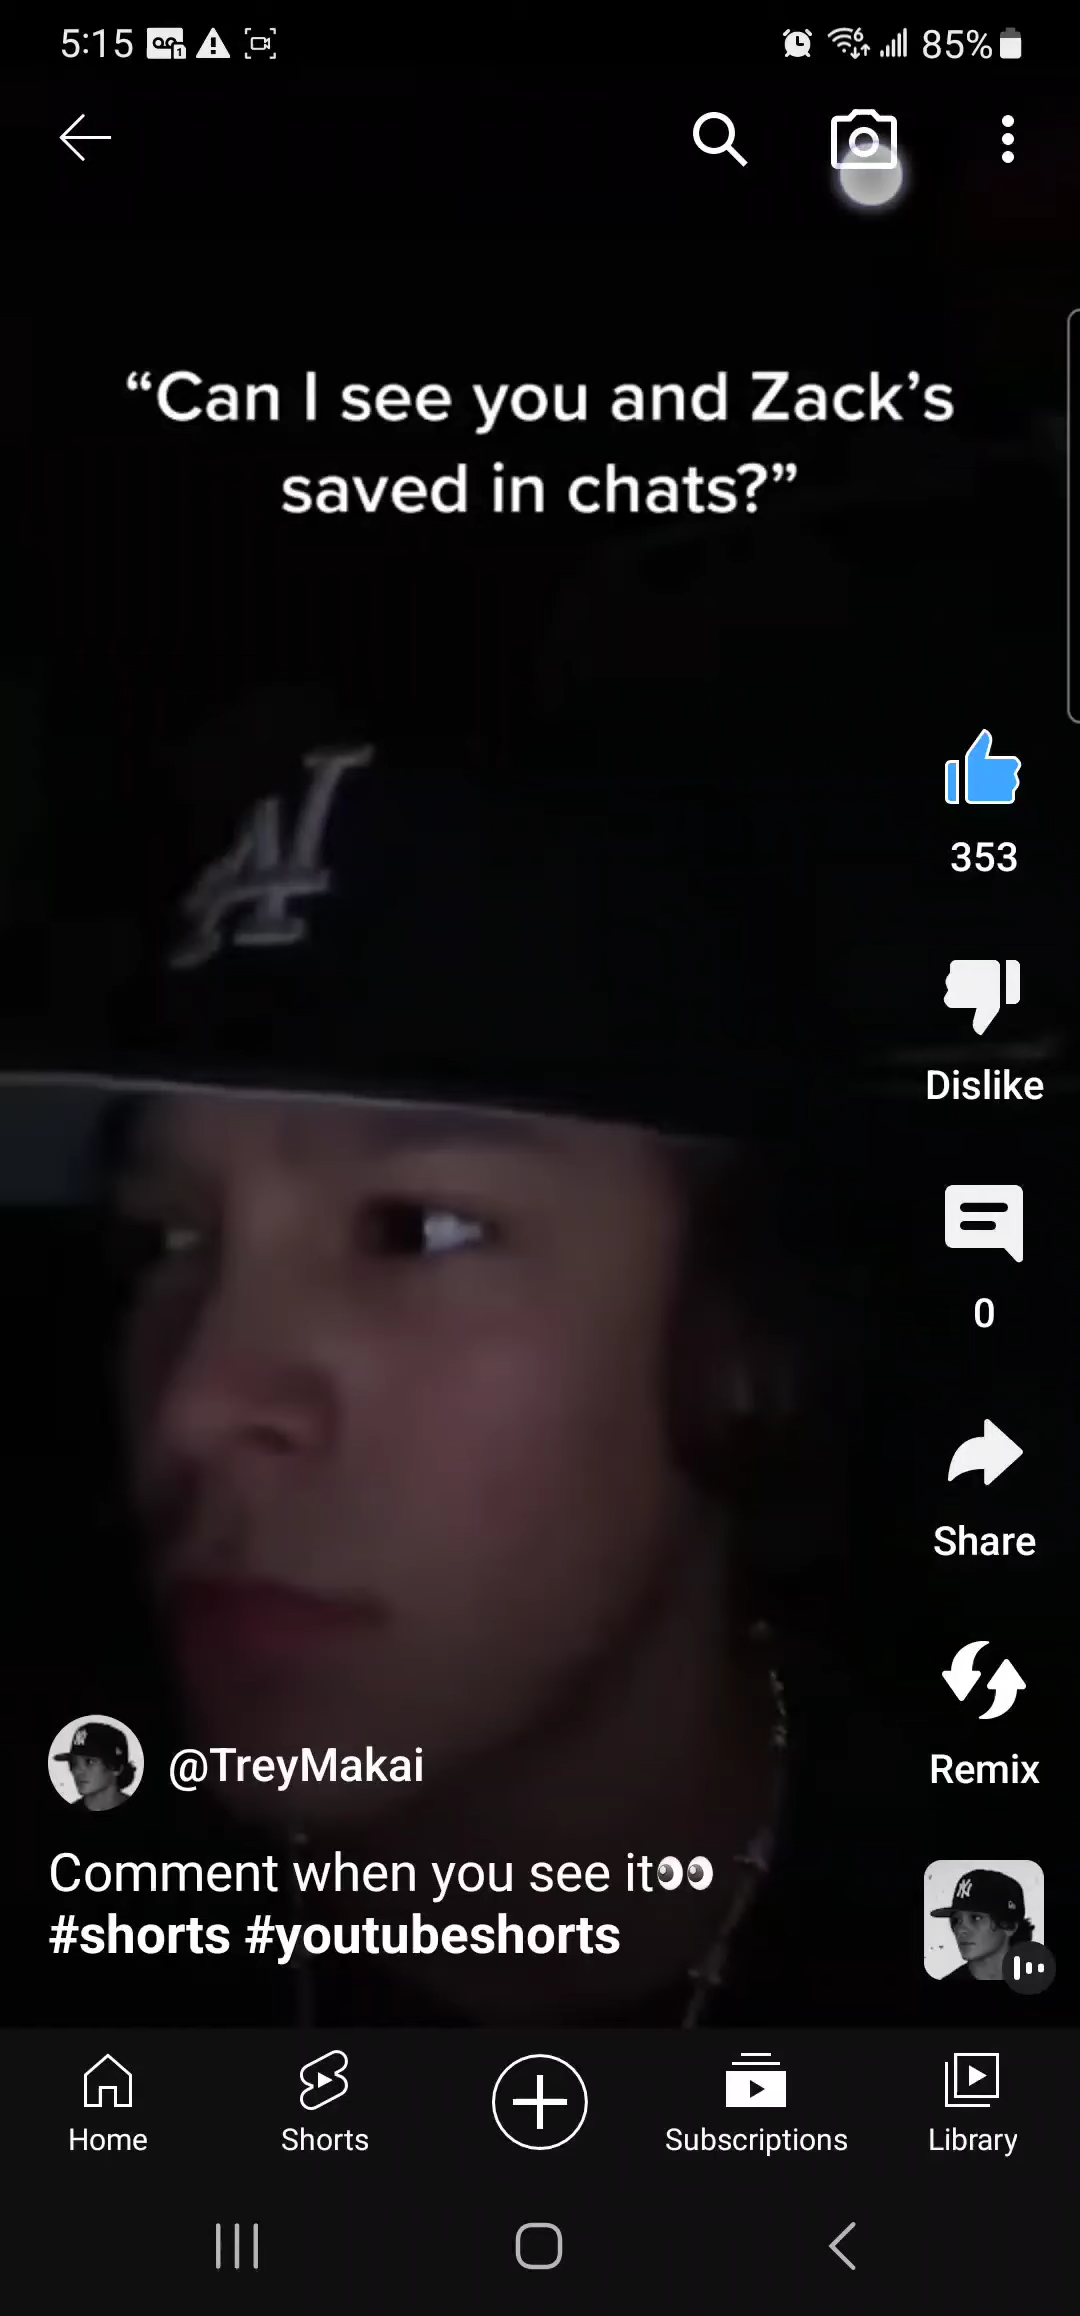 5:15
85%
“Can I see you and Zack’s
saved in chats?”
353
Dislike
0
Share
Remix
@TreyMakai
Comment when you see it👀
#shorts #youtubeshorts
Home
Shorts
Subscriptions
Library